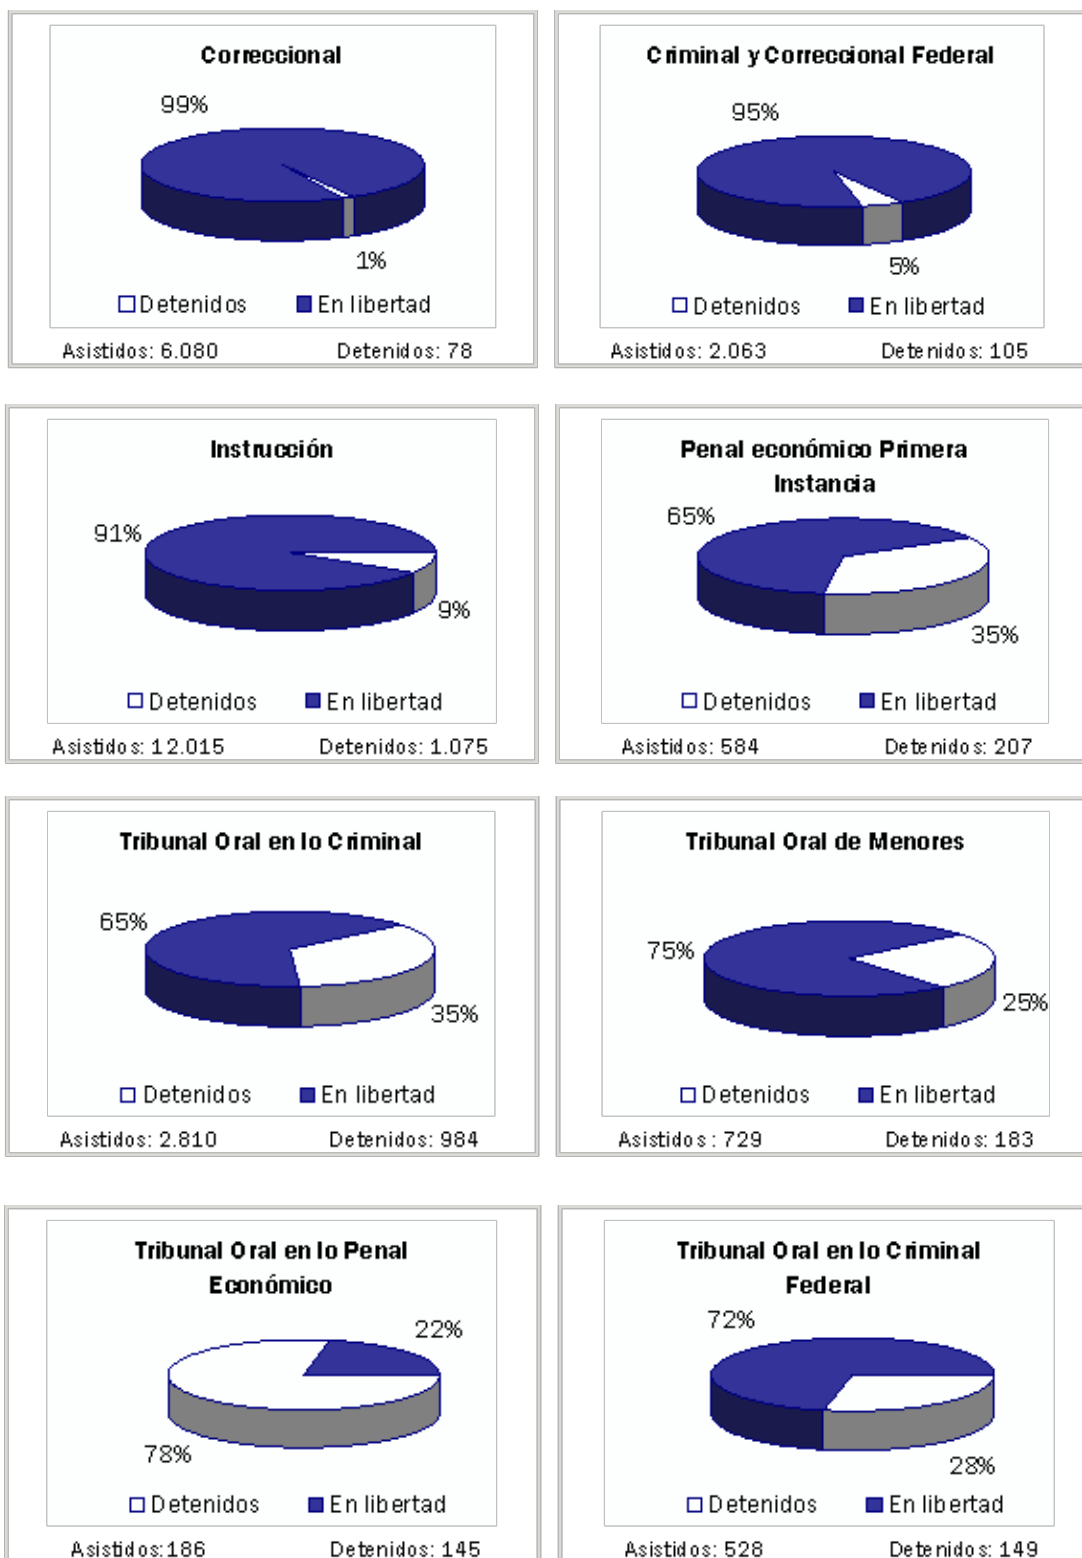 Correccional
99%
1%
Detenidos En libertad
Asistidos: 6.080 Detenidos: 78
Criminal y Correccional Federal
95%
5%
Detenidos En libertad
Asistidos: 2.063 Detenidos: 105
Instrucción
91%
9%
Detenidos En libertad
Asistidos: 12.015 Detenidos: 1.075
Penal económico Primera
Instancia
65%
35%
Detenidos En libertad
Asistidos: 584 Detenidos: 207
Tribunal Oral en lo Criminal
65%
35%
Detenidos En libertad
Asistidos: 2.810 Detenidos: 984
Tribunal Oral de Menores
75%
25%
Detenidos En libertad
Asistidos : 729 Detenidos: 183
Tribunal Oral en lo Penal
Económico
22%
78%
Detenidos En libertad
Asistidos:186 Detenidos: 145
Tribunal Oral en lo Criminal
Federal
72%
28%
Detenidos En libertad
Asistidos: 528 Detenidos: 149